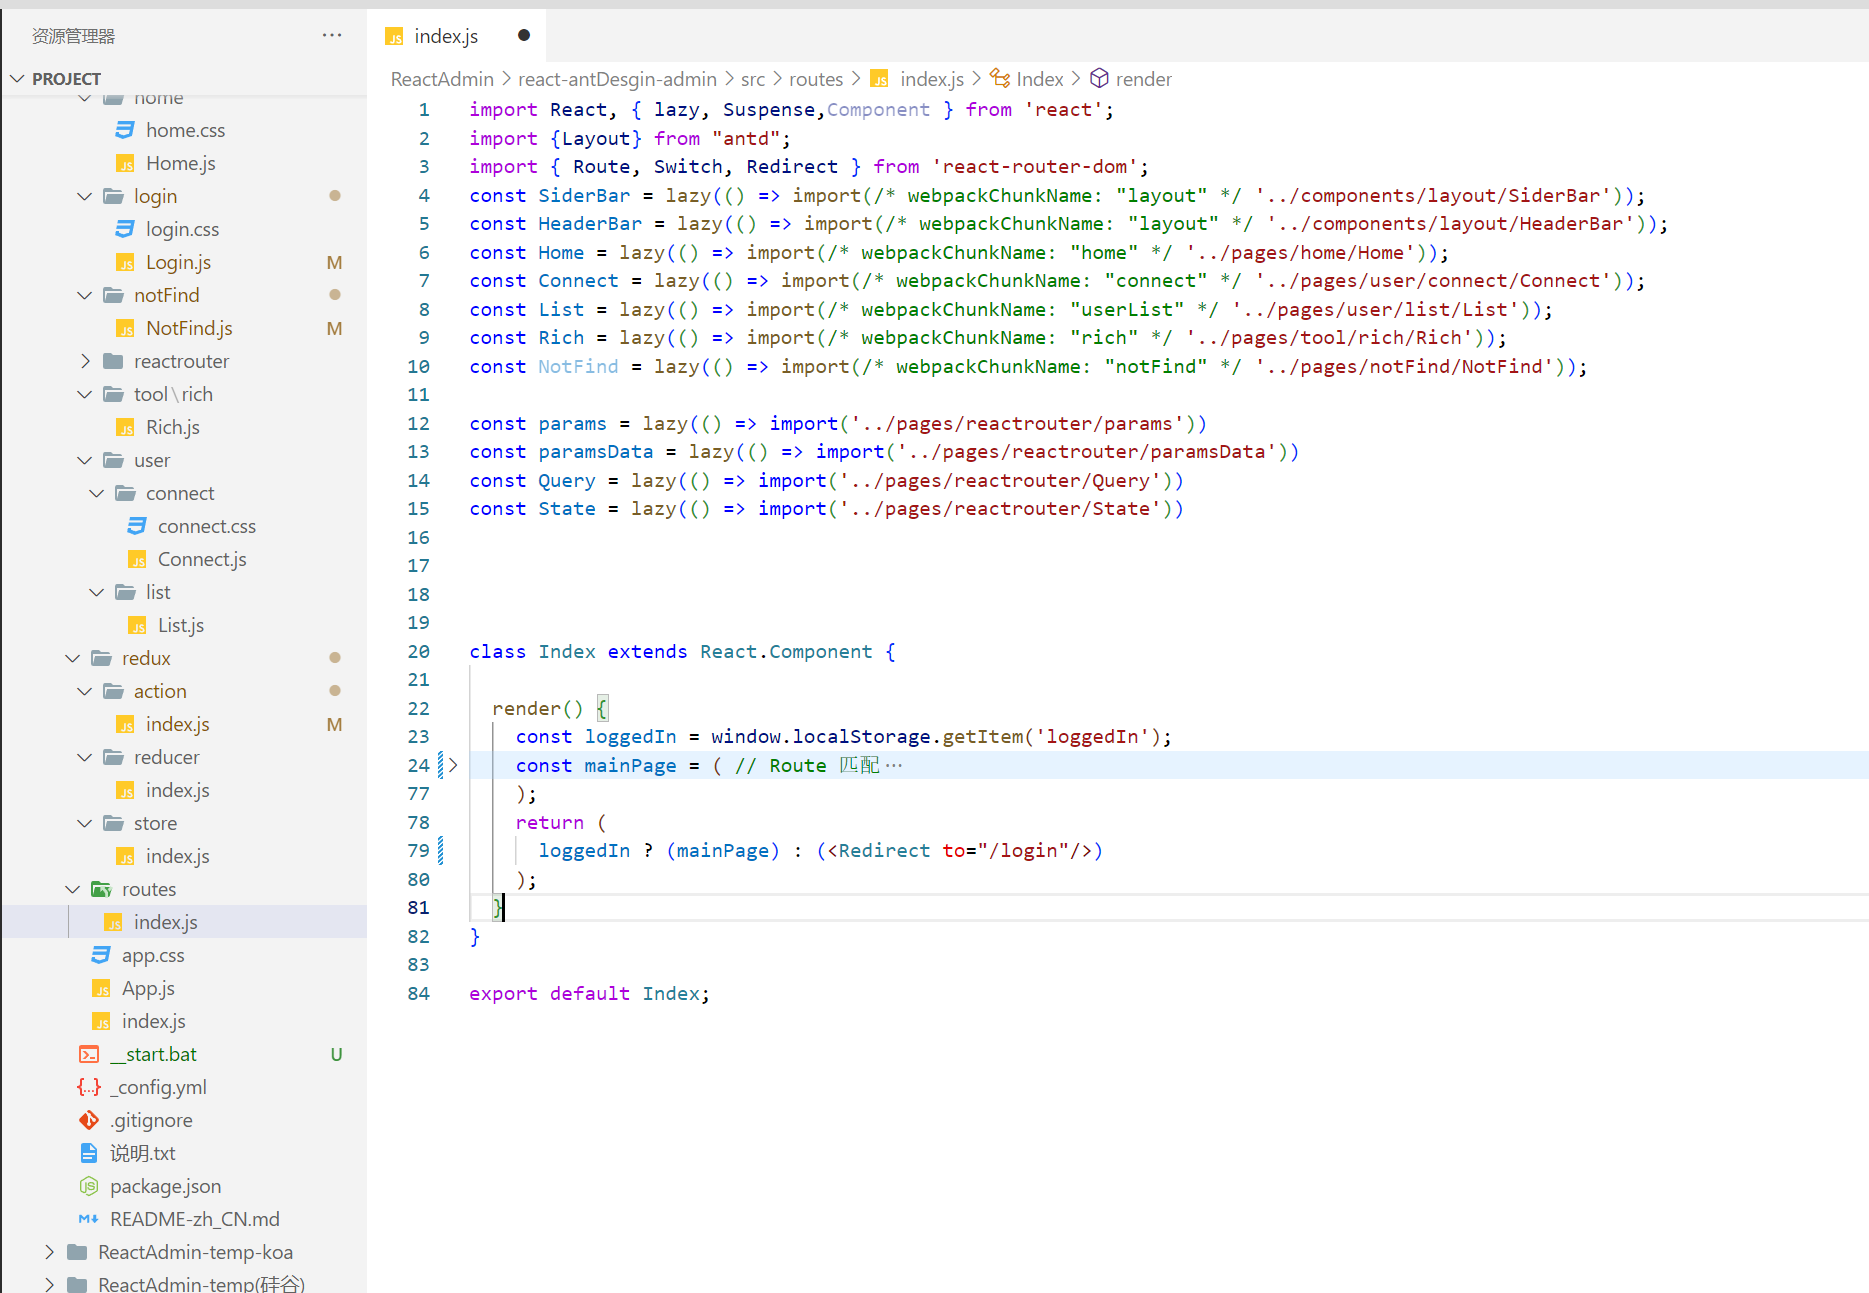 资源管理器
PROJECT
home
home.css
Home.js
login
login.css
Login.js M
notFind
NotFind.js M
reactrouter
tool\rich
Rich.js
user
connect
connect.css
Connect.js
list
List.js
redux
action
index.js M
reducer
index.js
store
index.js
routes
index.js
app.css
App.js
index.js
__start.bat U
_config.yml
.gitignore
说明.txt
package.json
README-zh_CN.md
ReactAdmin-temp-koa
ReactAdmin-temp(硅谷)
index.js
ReactAdmin > react-antDesgin-admin > src > routes > index.js > Index > render
1 import React, { lazy, Suspense,Component } from 'react';
2 import {Layout} from "antd";
3 import { Route, Switch, Redirect } from 'react-router-dom';
4 const SiderBar = lazy(() => import(/* webpackChunkName: "layout" */ '../components/layout/SiderBar'));
5 const HeaderBar = lazy(() => import(/* webpackChunkName: "layout" */ '../components/layout/HeaderBar'));
6 const Home = lazy(() => import(/* webpackChunkName: "home" */ '../pages/home/Home'));
7 const Connect = lazy(() => import(/* webpackChunkName: "connect" */ '../pages/user/connect/Connect'));
8 const List = lazy(() => import(/* webpackChunkName: "userList" */ '../pages/user/list/List'));
9 const Rich = lazy(() => import(/* webpackChunkName: "rich" */ '../pages/tool/rich/Rich'));
10 const NotFind = lazy(() => import(/* webpackChunkName: "notFind" */ '../pages/notFind/NotFind'));
11
12 const params = lazy(() => import('../pages/reactrouter/params'))
13 const paramsData = lazy(() => import('../pages/reactrouter/paramsData'))
14 const Query = lazy(() => import('../pages/reactrouter/Query'))
15 const State = lazy(() => import('../pages/reactrouter/State'))
16
17
18
19
20 class Index extends React.Component {
21
22 render() {
23 const loggedIn = window.localStorage.getItem('loggedIn');
24 const mainPage = ( // Route 匹配⋯
77 );
78 return (
79 loggedIn ? (mainPage) : (<Redirect to="/login"/>)
80 );
81 }
82 }
83
84 export default Index;